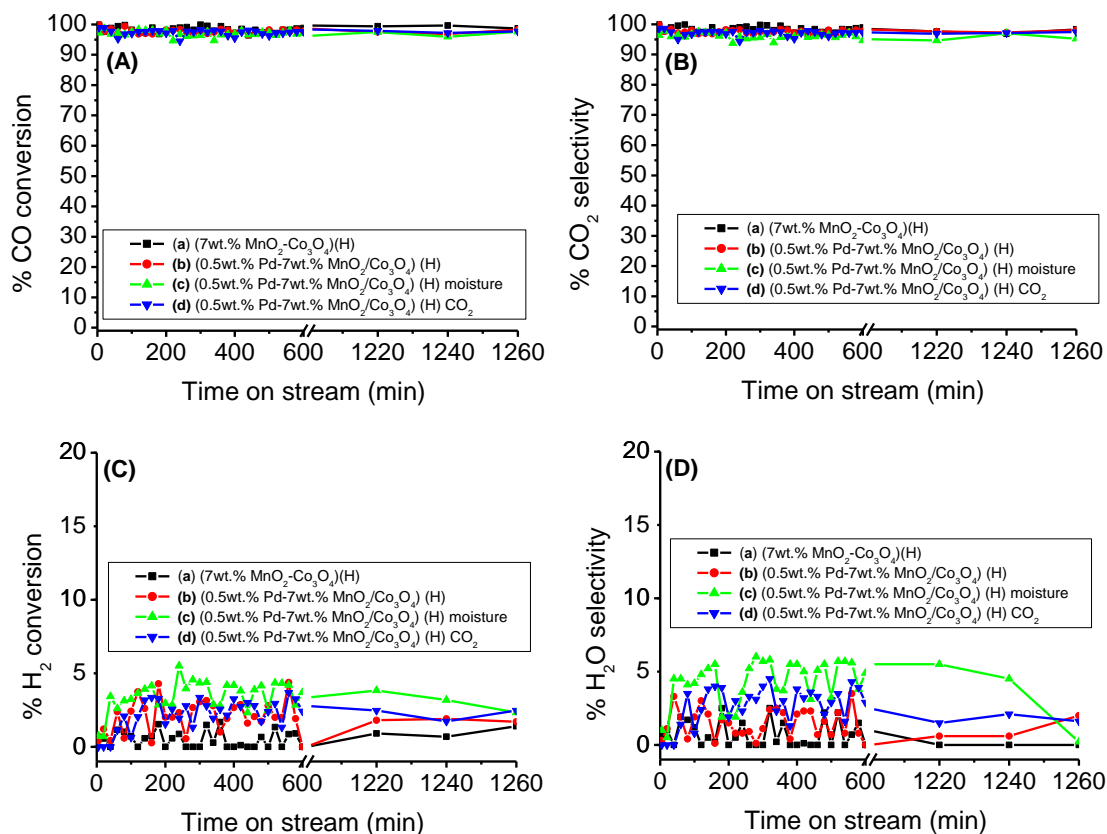 (A)
% CO conversion
100
90
80
70
60
50
40
30
20
10
0
(a) (7wt.% MnO₂-Co₃O₄)(H)
(b) (0.5wt.% Pd-7wt.% MnO₂/Co₃O₄) (H)
(c) (0.5wt.% Pd-7wt.% MnO₂/Co₃O₄) (H) moisture
(d) (0.5wt.% Pd-7wt.% MnO₂/Co₃O₄) (H) CO₂
0 200 400 600 1220 1240 1260
Time on stream (min)
(B)
% CO₂ selectivity
100
90
80
70
60
50
40
30
20
10
0
(a) (7wt.% MnO₂-Co₃O₄)(H)
(b) (0.5wt.% Pd-7wt.% MnO₂/Co₃O₄) (H)
(c) (0.5wt.% Pd-7wt.% MnO₂/Co₃O₄) (H) moisture
(d) (0.5wt.% Pd-7wt.% MnO₂/Co₃O₄) (H) CO₂
0 200 400 600 1220 1240 1260
Time on stream (min)
(C)
% H₂ conversion
20
15
10
5
0
(a) (7wt.% MnO₂-Co₃O₄)(H)
(b) (0.5wt.% Pd-7wt.% MnO₂/Co₃O₄) (H)
(c) (0.5wt.% Pd-7wt.% MnO₂/Co₃O₄) (H) moisture
(d) (0.5wt.% Pd-7wt.% MnO₂/Co₃O₄) (H) CO₂
0 200 400 600 1220 1240 1260
Time on stream (min)
(D)
% H₂O selectivity
20
15
10
5
0
(a) (7wt.% MnO₂-Co₃O₄)(H)
(b) (0.5wt.% Pd-7wt.% MnO₂/Co₃O₄) (H)
(c) (0.5wt.% Pd-7wt.% MnO₂/Co₃O₄) (H) moisture
(d) (0.5wt.% Pd-7wt.% MnO₂/Co₃O₄) (H) CO₂
0 200 400 600 1220 1240 1260
Time on stream (min)